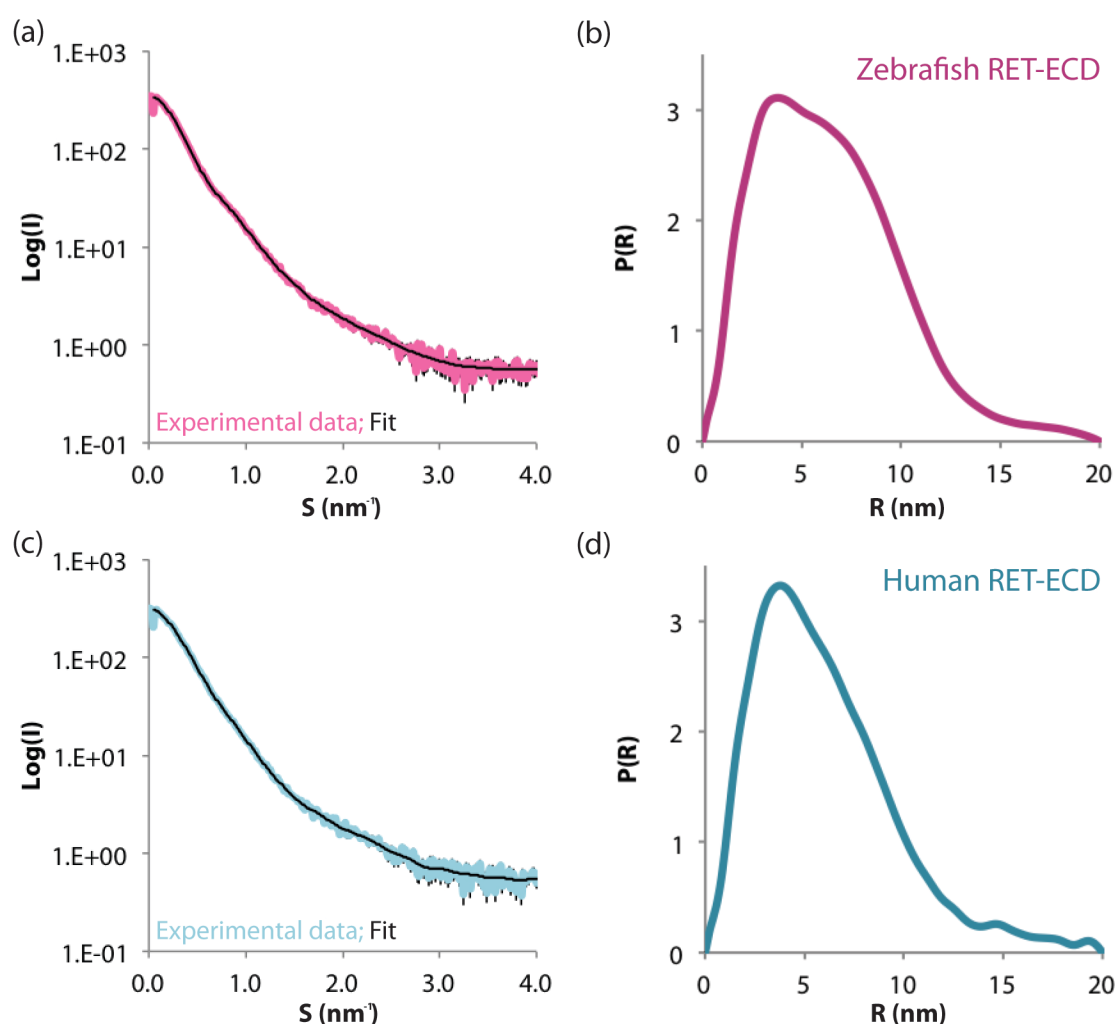 (a)
1.E+03
1.E+02
1.E+01
1.E+00
1.E-01
Log(I)
Experimental data; Fit
0.0 1.0 2.0 3.0 4.0
S (nm⁻¹)
(b)
Zebrafish RET-ECD
3
2
1
0
P(R)
0 5 10 15 20
R (nm)
(c)
1.E+03
1.E+02
1.E+01
1.E+00
1.E-01
Log(I)
Experimental data; Fit
0.0 1.0 2.0 3.0 4.0
S (nm⁻¹)
(d)
Human RET-ECD
3
2
1
0
P(R)
0 5 10 15 20
R (nm)